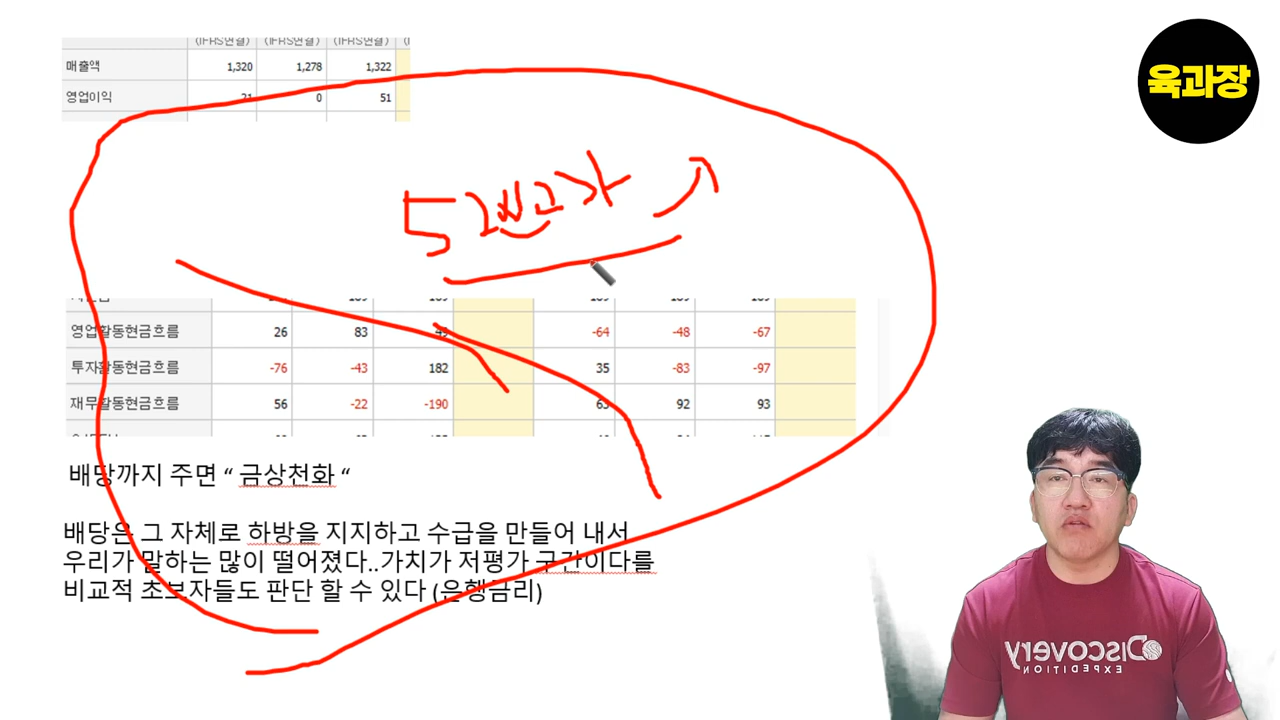 (IFRS연결) (IFRS연결) (IFRS연결)
매출액 1,320 1,278 1,322
영업이익 21 0 51
육과장
52번고가
영업활동현금흐름 26 83 49 -64 -48 -67
투자활동현금흐름 -76 -43 182 35 -83 -97
재무활동현금흐름 56 -22 -190 63 92 93
배당까지 주면 “ 금상천화 “
배당은 그 자체로 하방을 지지하고 수급을 만들어 내서
우리가 말하는 많이 떨어졌다..가치가 저평가 구간이다를
비교적 초보자들도 판단 할 수 있다 (은행금리)
Discovery
EXPEDITION